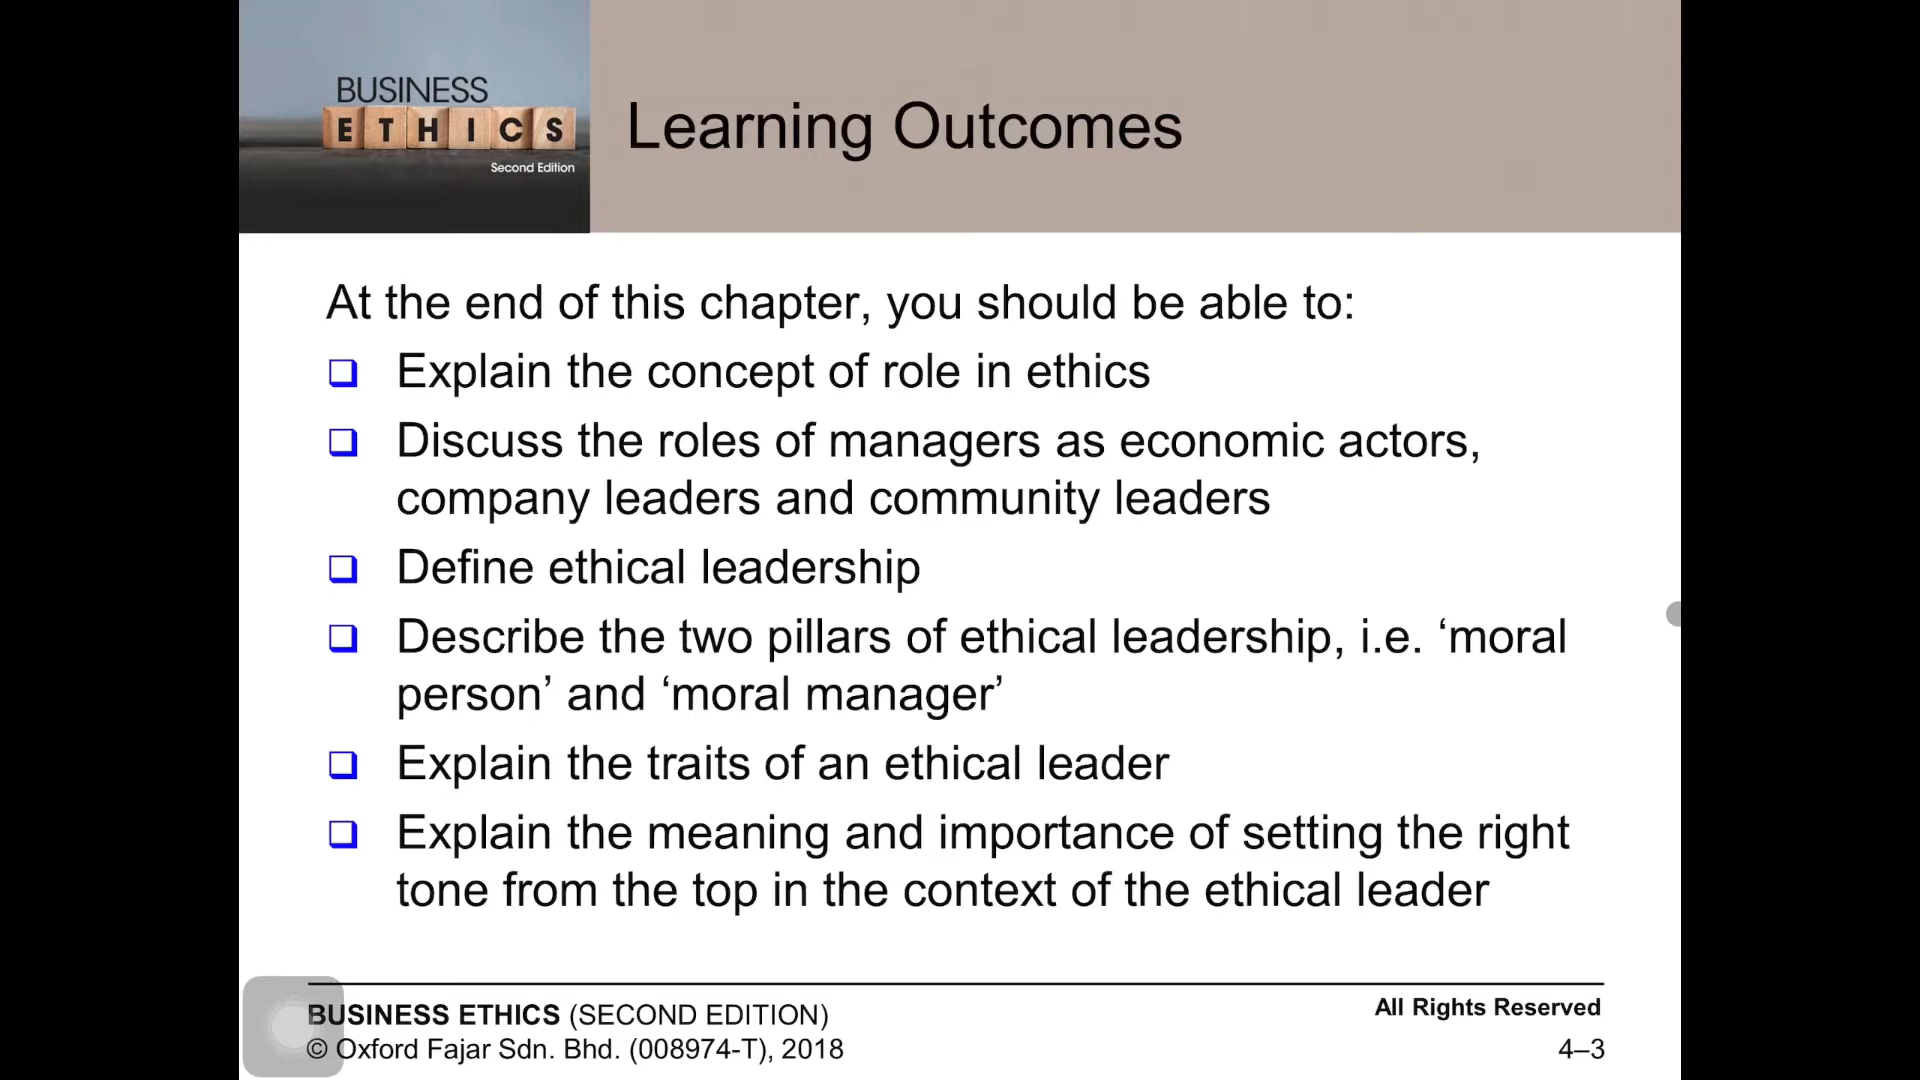 BUSINESS
ETHICS
Second Edition
Learning Outcomes
At the end of this chapter, you should be able to:
❑ Explain the concept of role in ethics
❑ Discuss the roles of managers as economic actors,
company leaders and community leaders
❑ Define ethical leadership
❑ Describe the two pillars of ethical leadership, i.e. ‘moral
person’ and ‘moral manager’
❑ Explain the traits of an ethical leader
❑ Explain the meaning and importance of setting the right
tone from the top in the context of the ethical leader
BUSINESS ETHICS (SECOND EDITION)
© Oxford Fajar Sdn. Bhd. (008974-T), 2018
All Rights Reserved
4–3